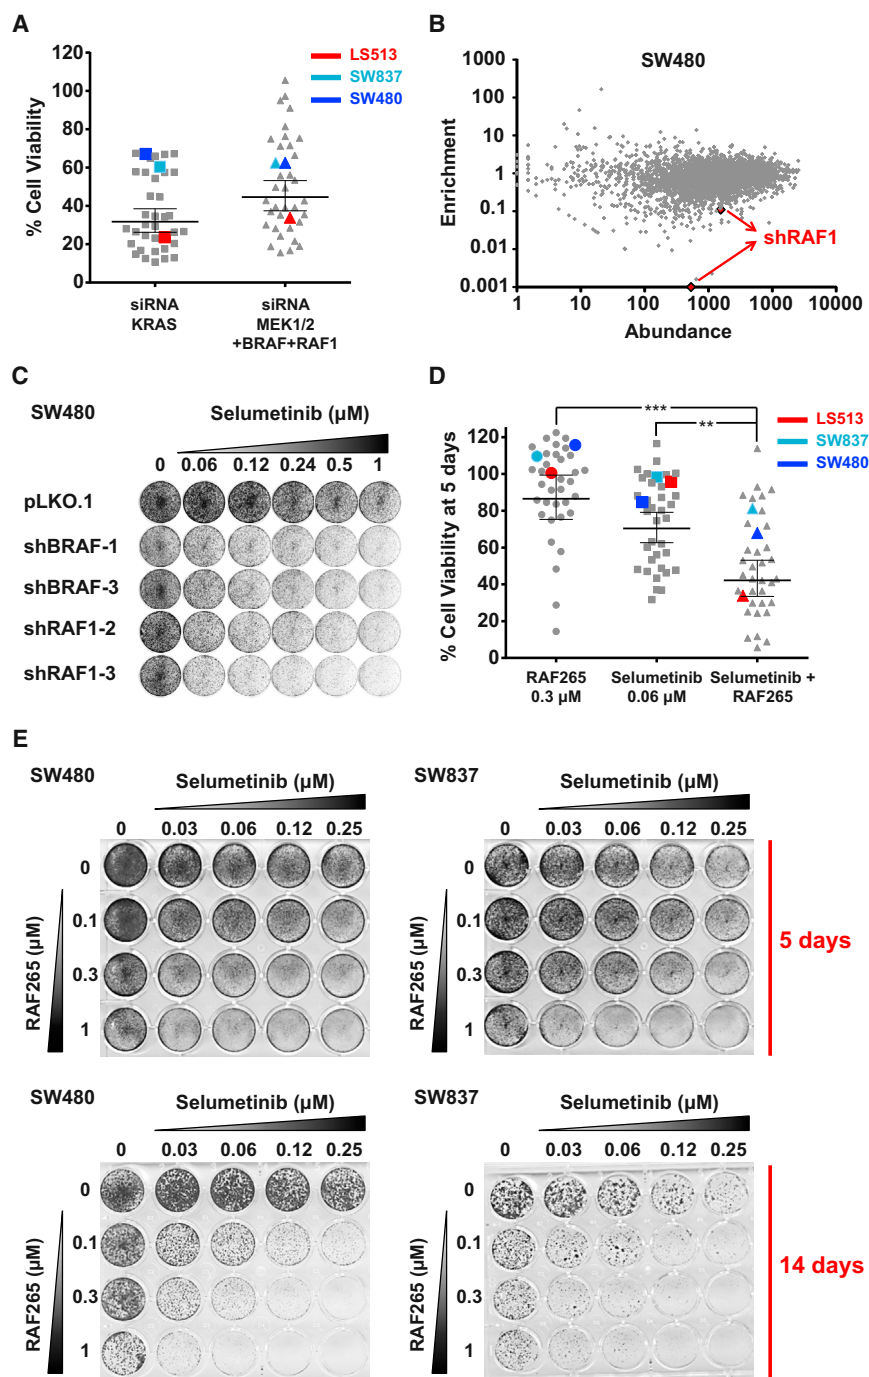 A
120
100
80
60
40
20
0
% Cell Viability
LS513
SW837
SW480
siRNA
KRAS
siRNA
MEK1/2
+BRAF+RAF1
B
SW480
1000
100
10
1
0.1
0.01
0.001
Enrichment
shRAF1
1 10 100 1000 1000 10000
Abundance
C
SW480
Selumetinib (µM)
0 0.06 0.12 0.24 0.5 1
pLKO.1
shBRAF-1
shBRAF-3
shRAF1-2
shRAF1-3
D
*** 
**
LS513
SW837
SW480
120
100
80
60
40
20
0
% Cell Viability at 5 days
RAF265
0.3 µM
Selumetinib
0.06 µM
Selumetinib +
RAF265
E
SW480
Selumetinib (µM)
0 0.03 0.06 0.12 0.25
RAF265 (µM)
0
0.1
0.3
1
SW837
Selumetinib (µM)
0 0.03 0.06 0.12 0.25
RAF265 (µM)
0
0.1
0.3
1
5 days
SW480
Selumetinib (µM)
0 0.03 0.06 0.12 0.25
RAF265 (µM)
0
0.1
0.3
1
SW837
Selumetinib (µM)
0 0.03 0.06 0.12 0.25
RAF265 (µM)
0
0.1
0.3
1
14 days